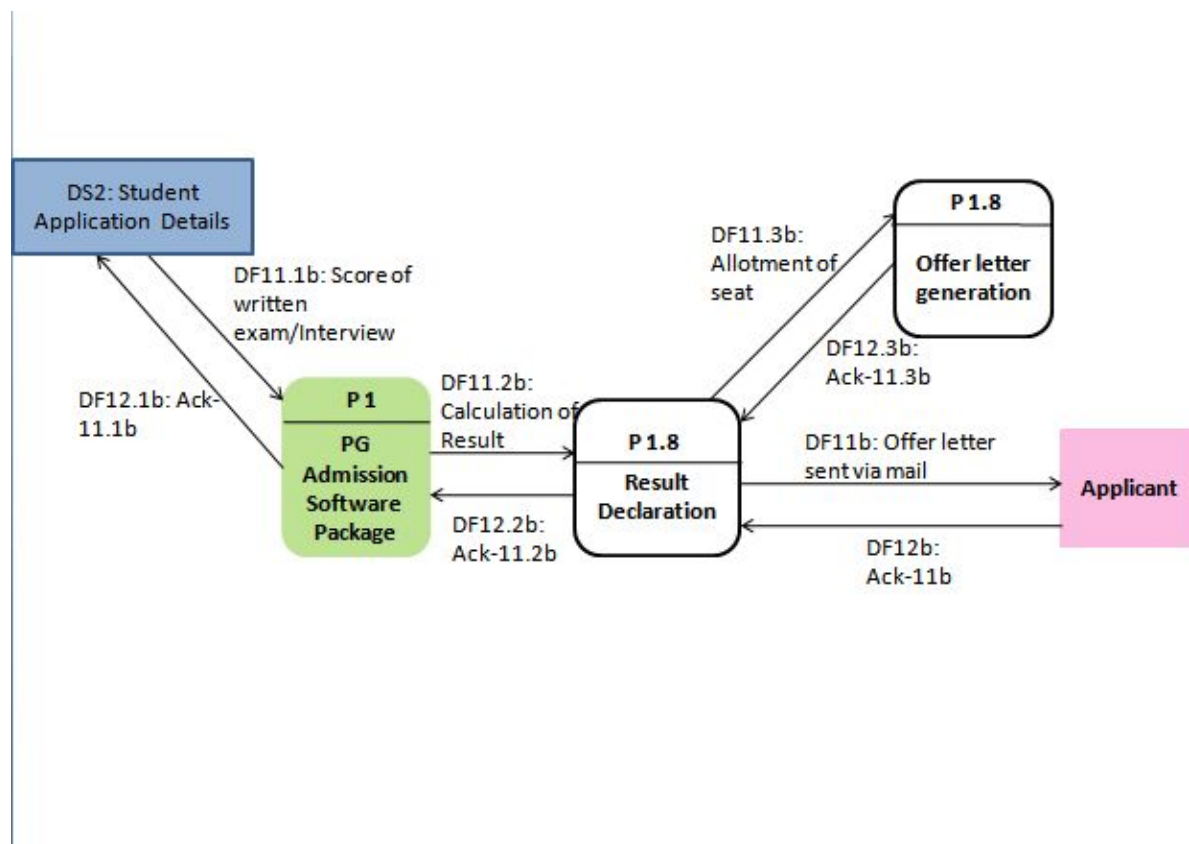 DS2: Student
Application Details
DF11.1b: Score of
written
exam/Interview
DF12.1b: Ack-
11.1b
P 1
PG
Admission
Software
Package
DF11.2b:
Calculation of
Result
DF12.2b:
Ack-11.2b
P 1.8
Result
Declaration
DF11.3b:
Allotment of
seat
P 1.8
Offer letter
generation
DF12.3b:
Ack-11.3b
DF11b: Offer letter
sent via mail
Applicant
DF12b:
Ack-11b